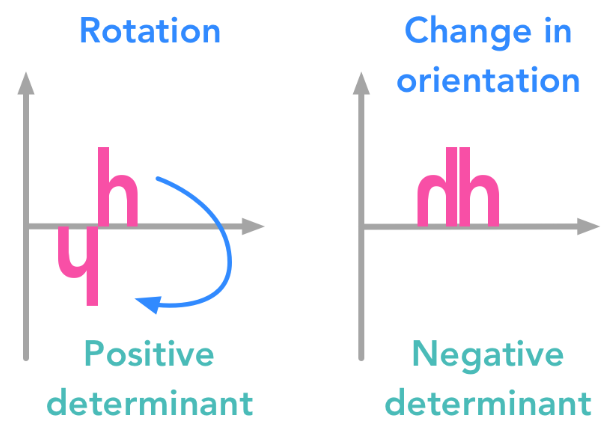 Rotation
h
Positive
determinant
Change in
orientation
h
Negative
determinant